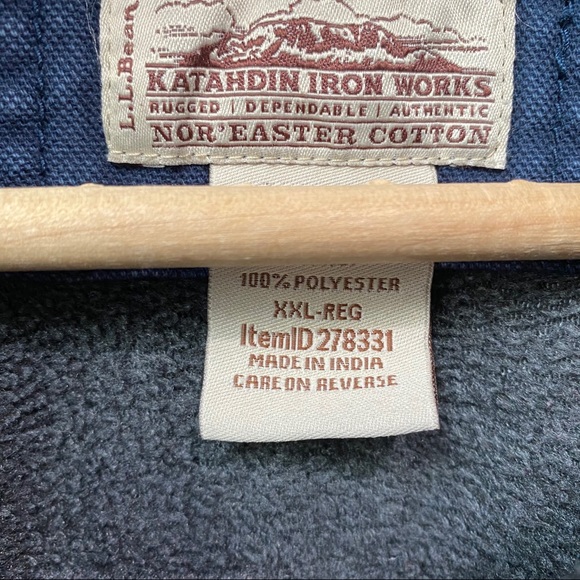 L.L.Bean
KATAHDIN IRON WORKS
RUGGED | DEPENDABLE | AUTHENTIC
NOR'EASTER COTTON
100% POLYESTER
XXL-REG
ItemID 278331
MADE IN INDIA
CARE ON REVERSE